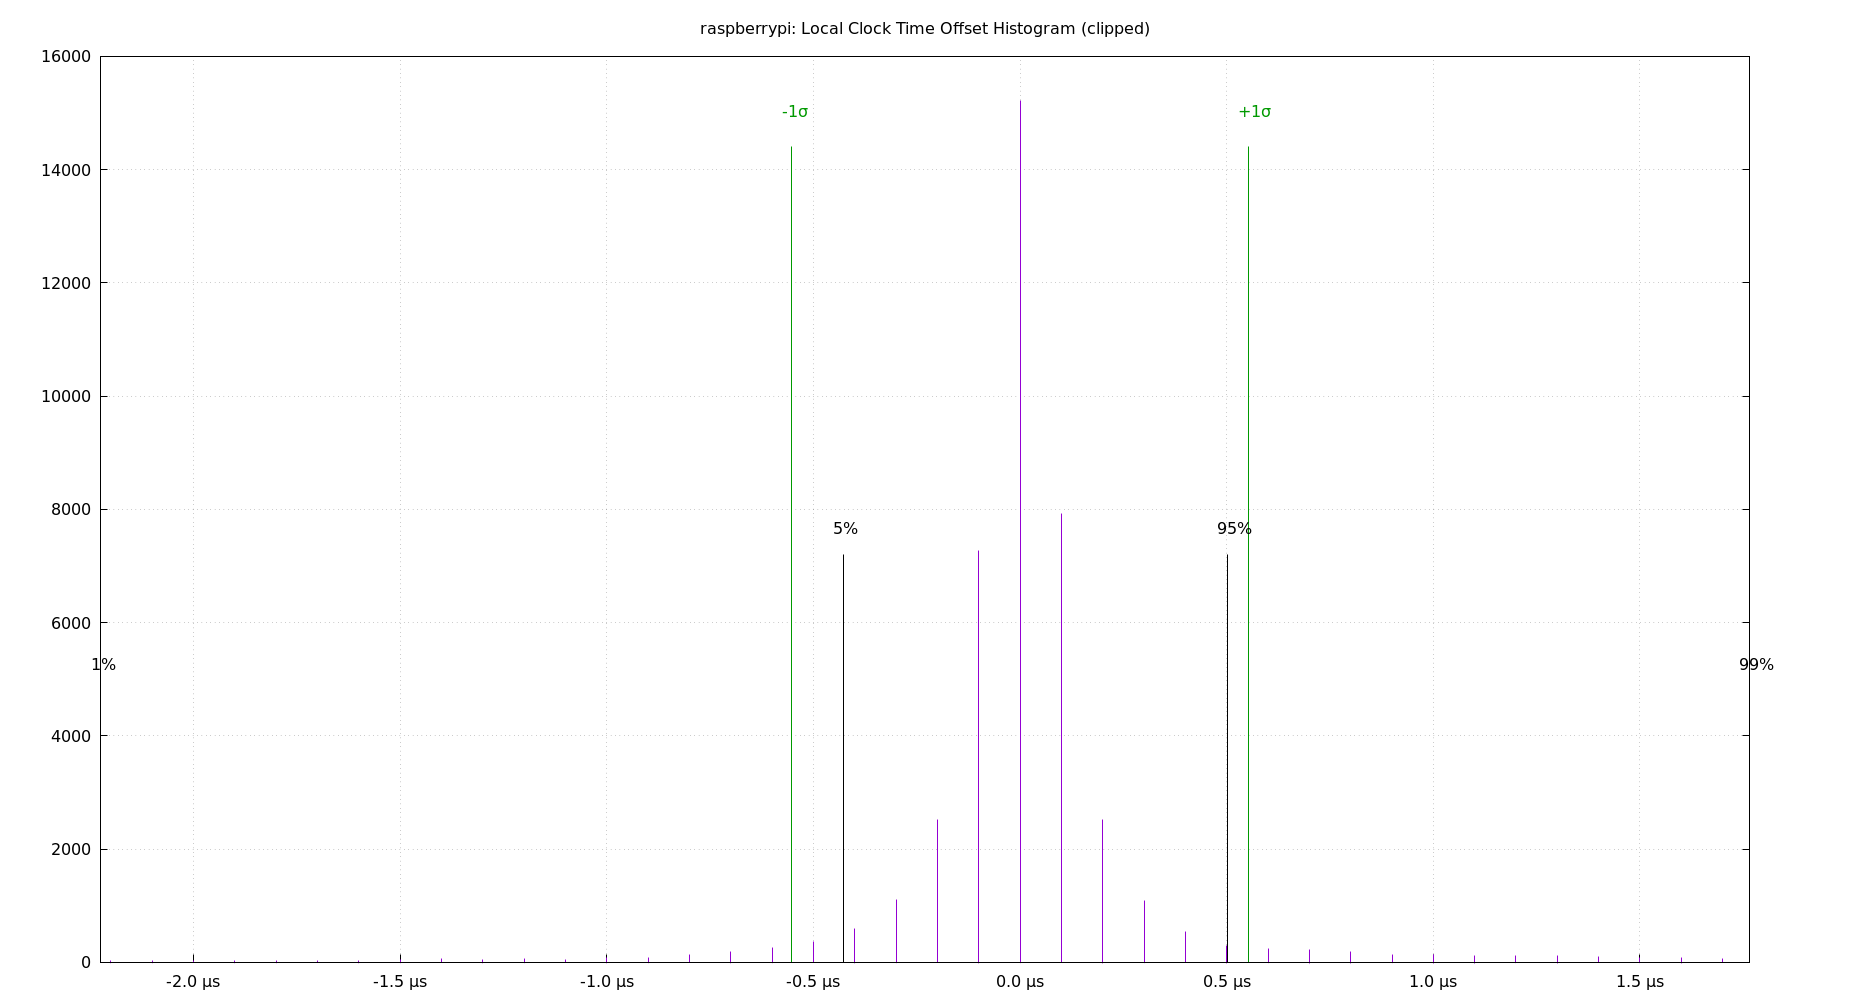 raspberrypi: Local Clock Time Offset Histogram (clipped)
16000
-1σ
+1σ
14000
12000
10000
8000
5%
95%
6000
1%
99%
4000
2000
0
-2.0 µs
-1.5 µs
-1.0 µs
-0.5 µs
0.0 µs
0.5 µs
1.0 µs
1.5 µs